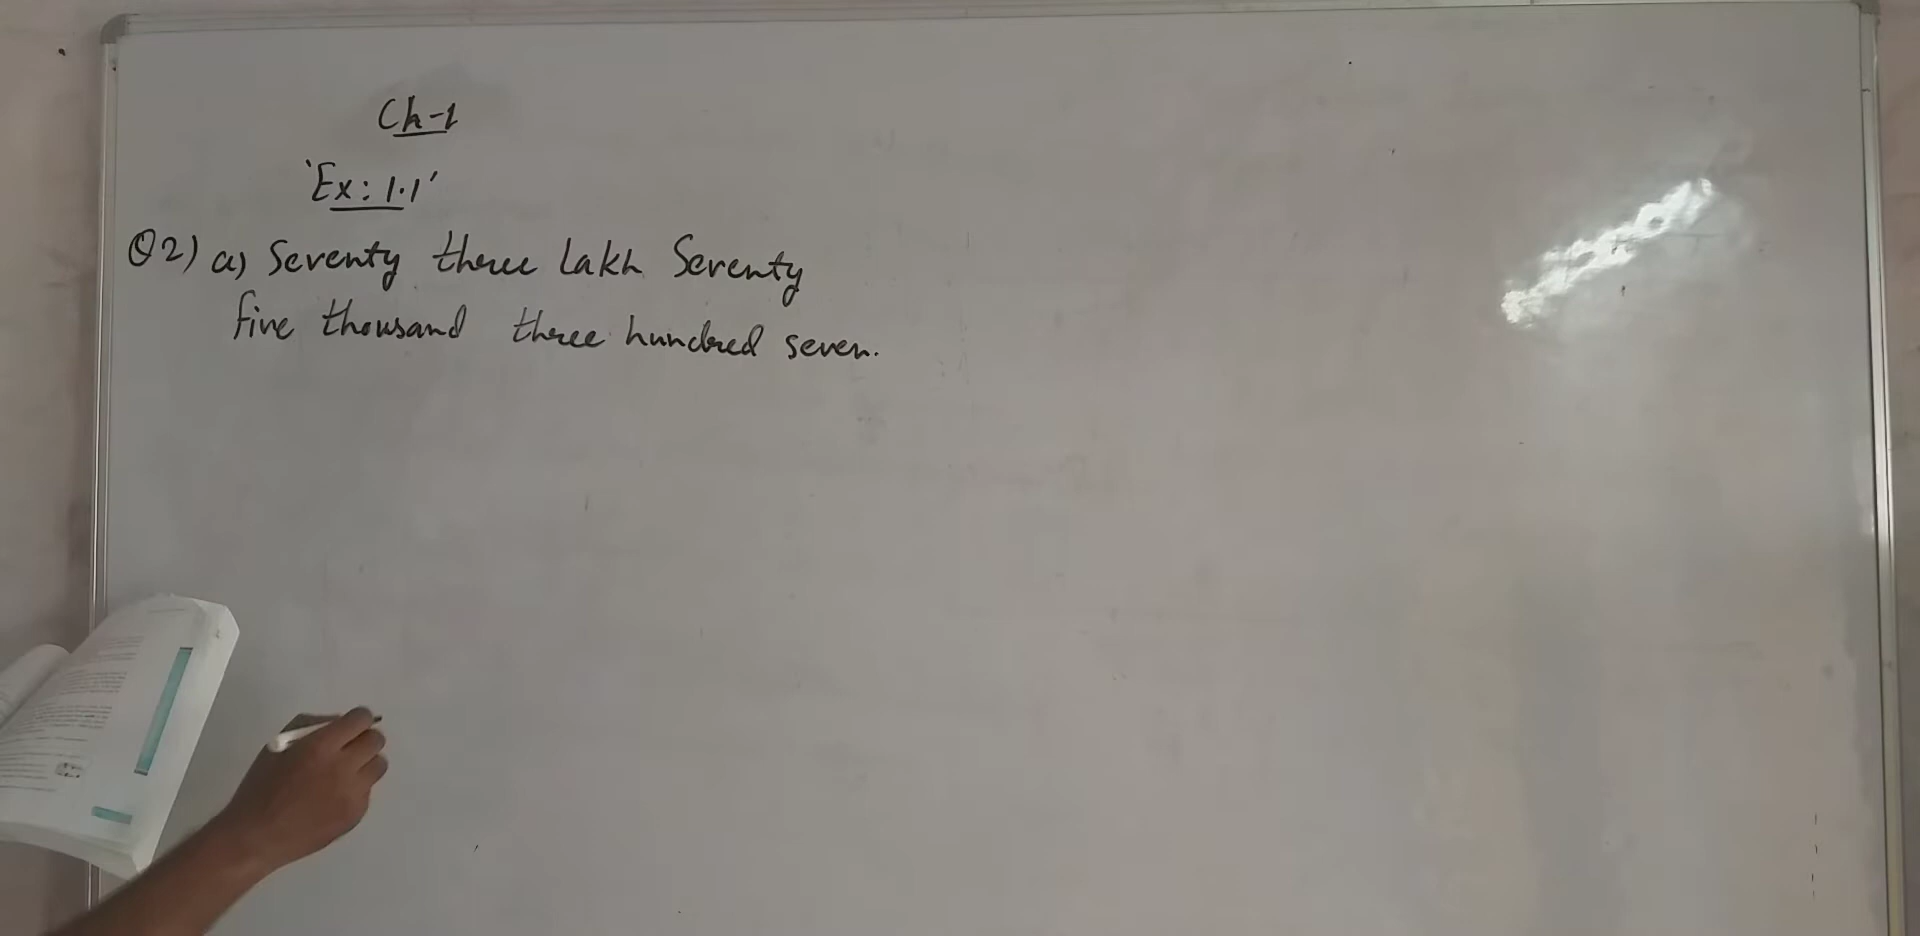 Ch-1
'Ex: 1.1'
Q2) a) Seventy three lakh Seventy
five thousand three hundred seven.